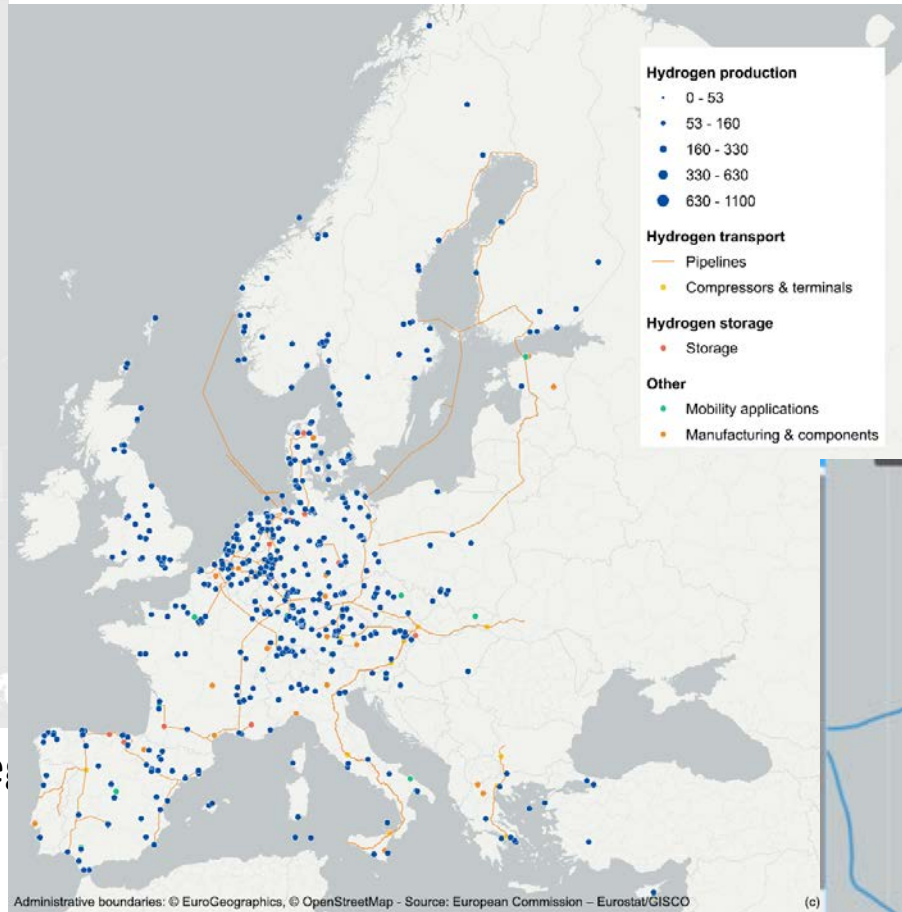 Hydrogen production
0 - 53
53 - 160
160 - 330
330 - 630
630 - 1100
Hydrogen transport
Pipelines
Compressors & terminals
Hydrogen storage
Storage
Other
Mobility applications
Manufacturing & components
Administrative boundaries: © EuroGeographics, © OpenStreetMap - Source: European Commission – Eurostat/GISCO
(c)